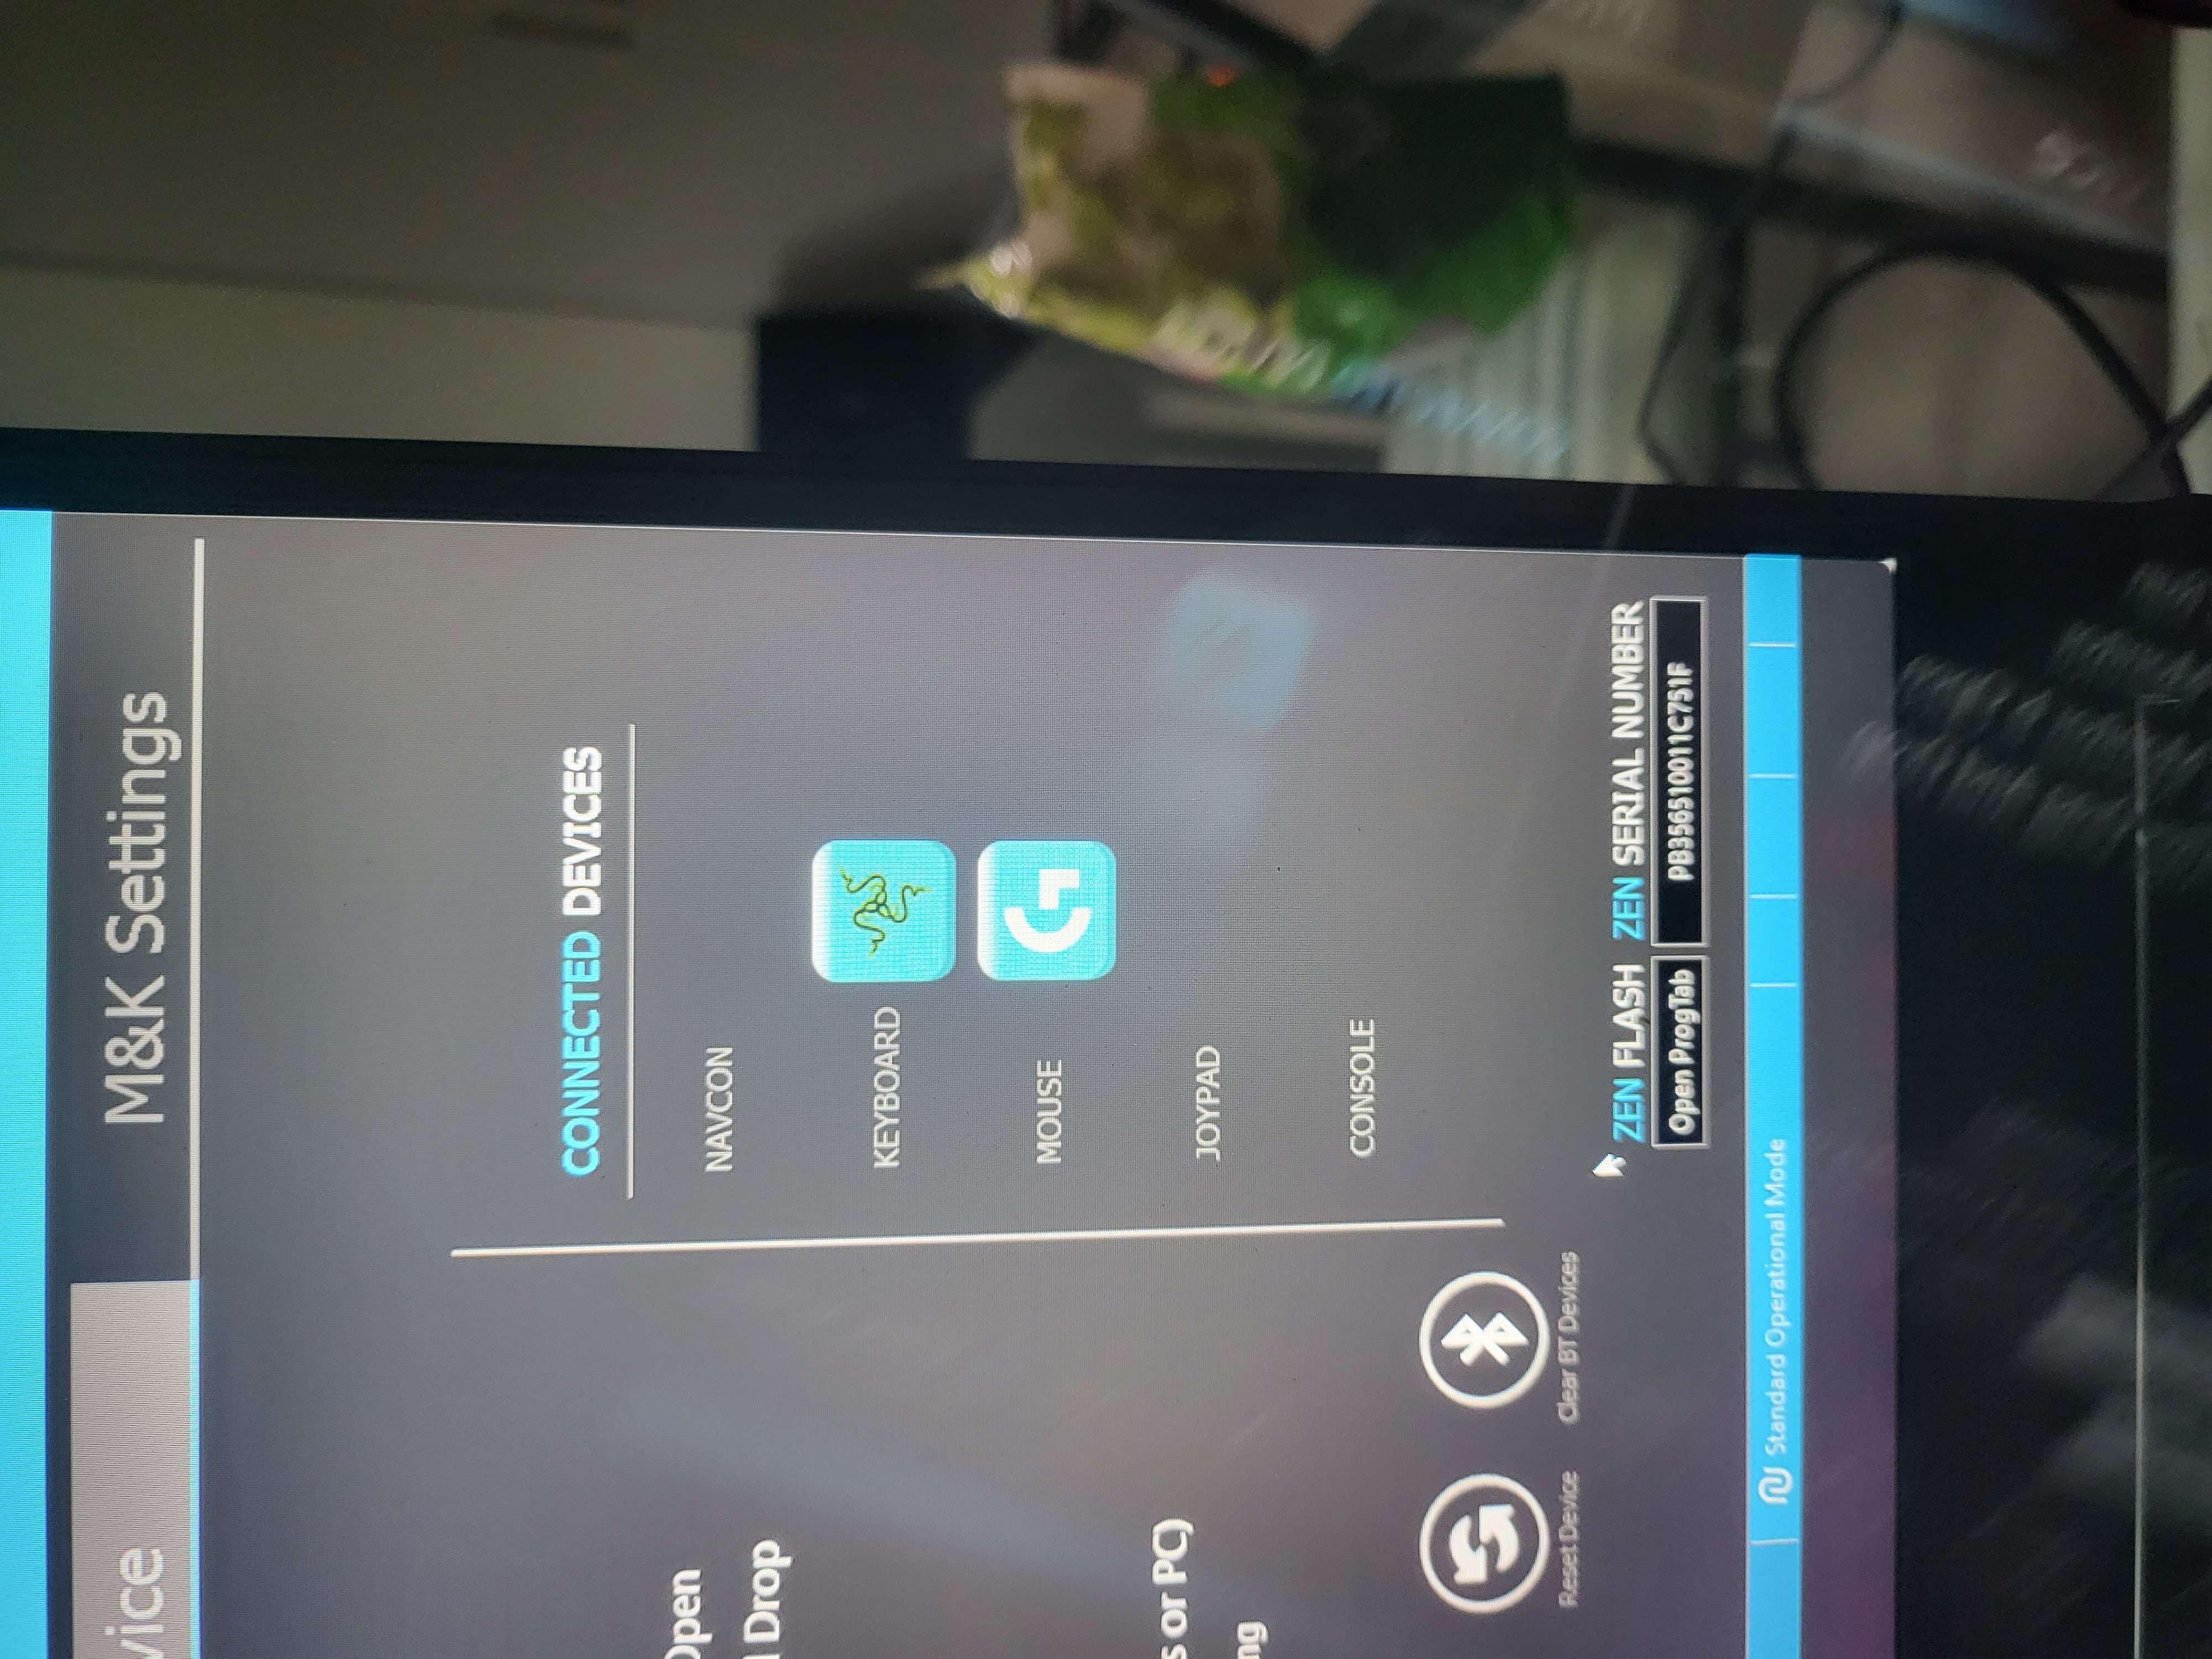 vice
M&K Settings
CONNECTED DEVICES
Open
NAVCON
Drop
KEYBOARD
MOUSE
s or PC)
JOYPAD
ng
CONSOLE
Reset Device
Clear BT Devices
ZEN FLASH
ZEN SERIAL NUMBER
Open ProgTab
PB356510011C751F
Standard Operational Mode